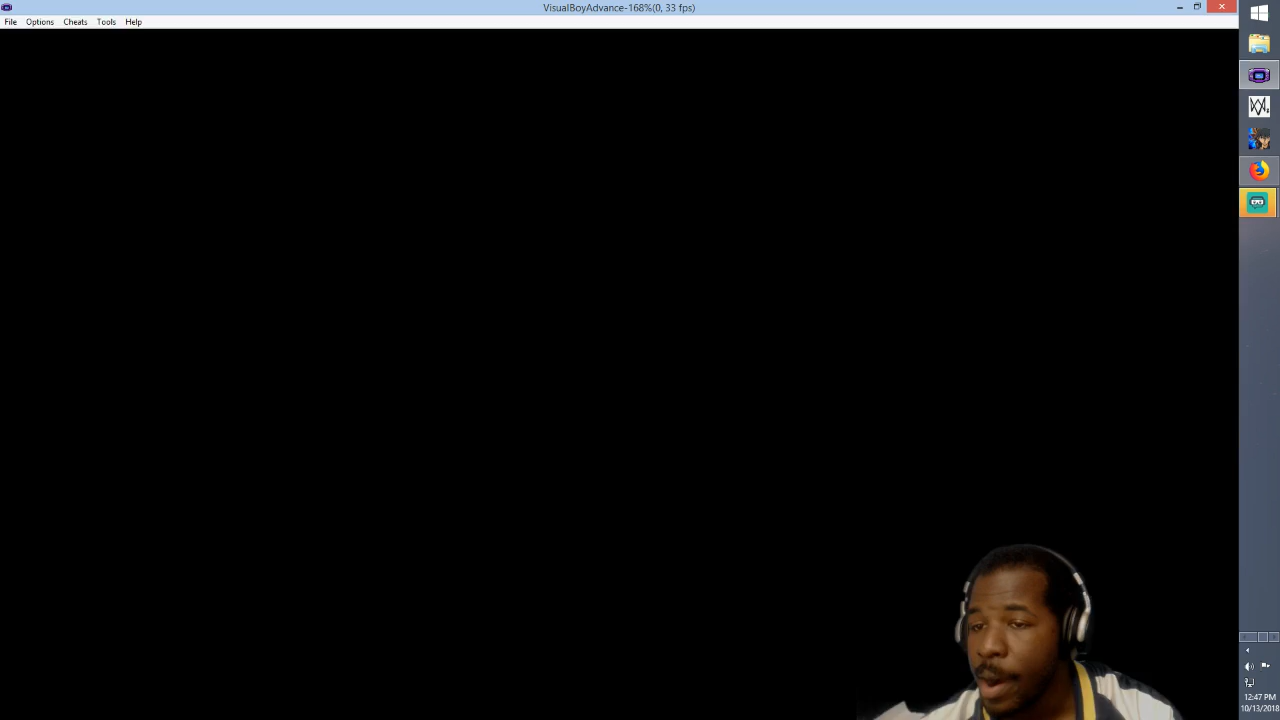 VisualBoyAdvance-168%(0, 33 fps)
File Options Cheats Tools Help
12:47 PM
10/13/2018